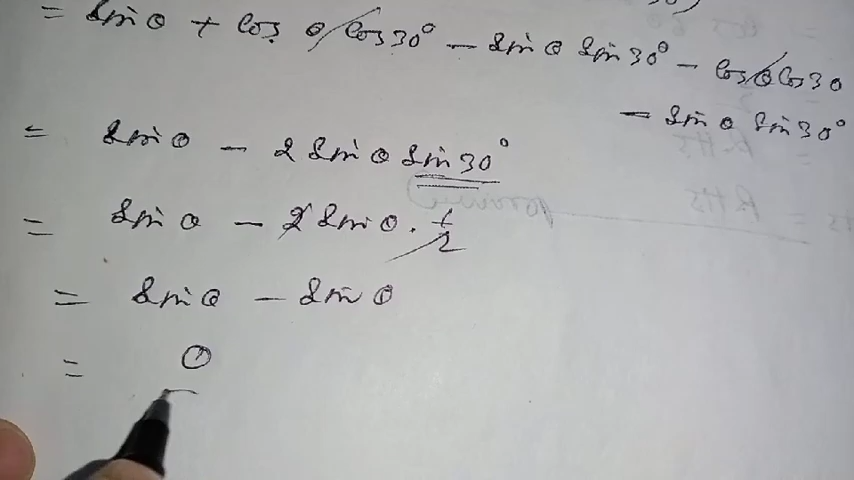 = sin θ + cos θ cos 30° - sin θ sin 30° - cos θ cos 30
- sin θ sin 30°
= sin θ - 2 sin θ sin 30°
= sin θ - 2 sin θ . 1/2
= sin θ - sin θ
= 0